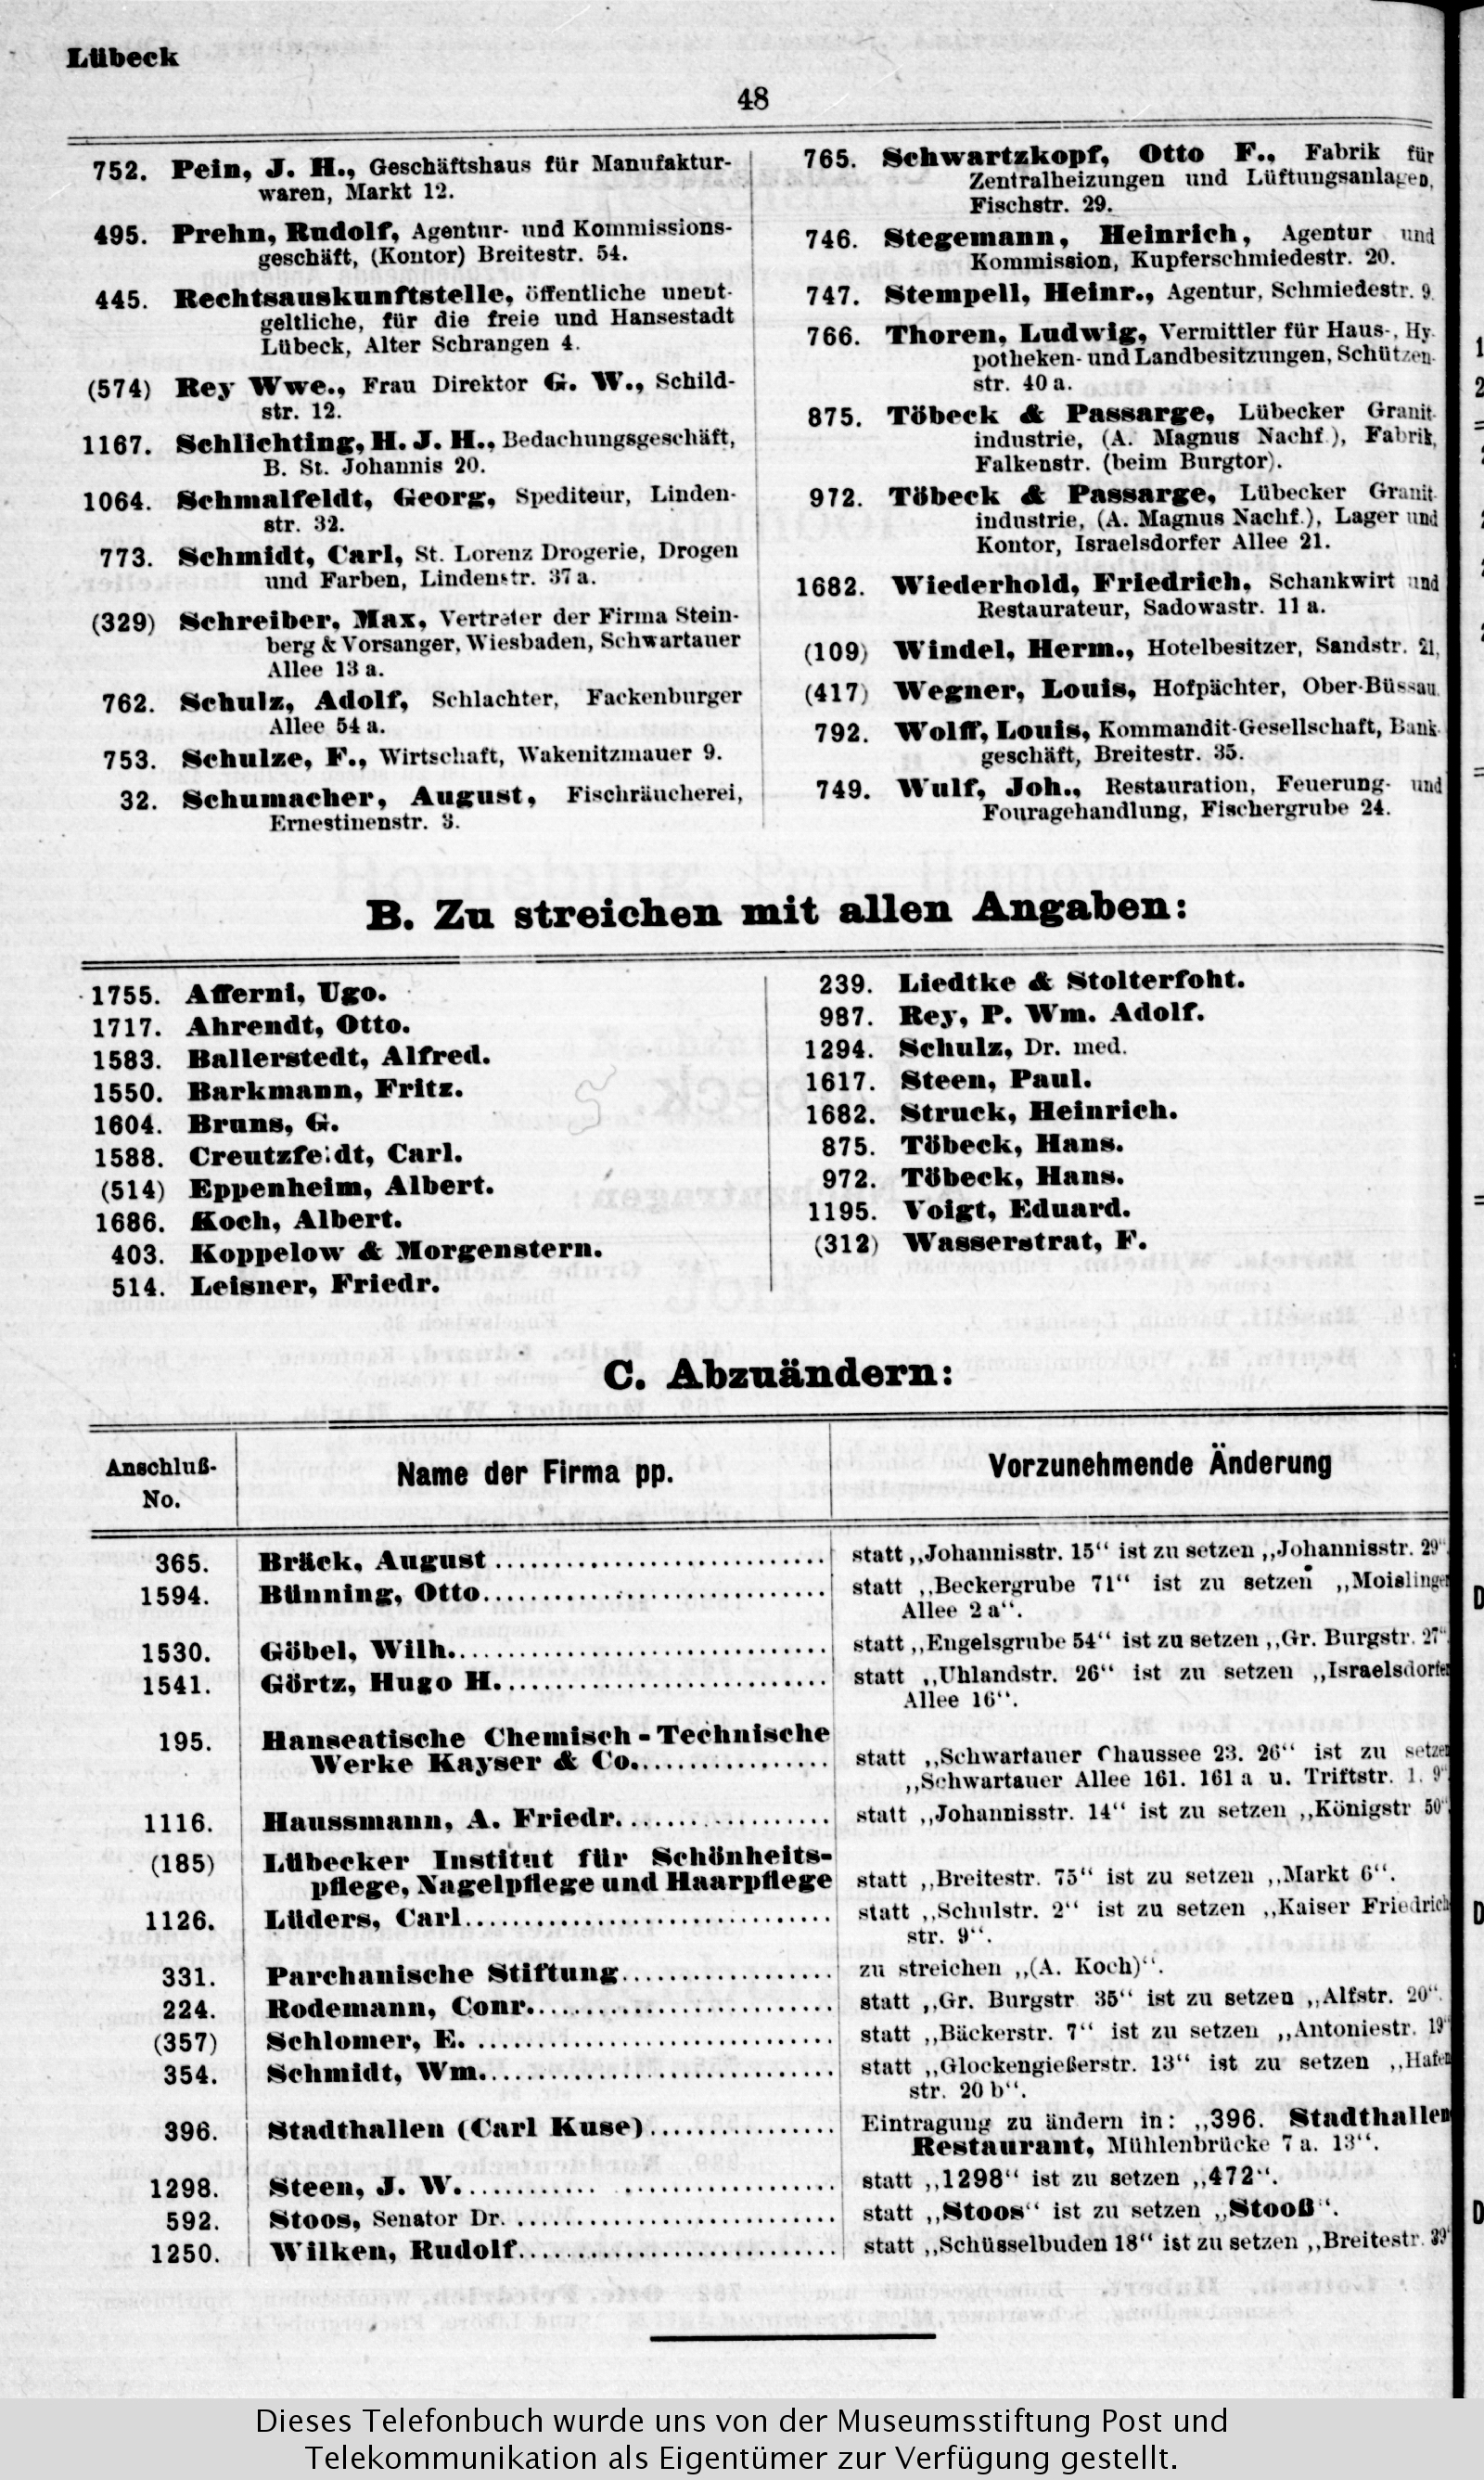 Lübeck
48
752. Pein, J. H., Geschäftshaus für Manufaktur-
waren, Markt 12.
495. Prehn, Rudolf, Agentur- und Kommissions-
geschäft, (Kontor) Breitestr. 54.
445. Rechtsauskunftstelle, öffentliche unent-
geltliche, für die freie und Hansestadt
Lübeck, Alter Schrangen 4.
(574) Rey Wwe., Frau Direktor G. W., Schild-
str. 12.
1167. Schlichting, H. J. H., Bedachungsgeschäft,
B. St. Johannis 20.
1064. Schmalfeldt, Georg, Spediteur, Linden-
str. 32.
773. Schmidt, Carl, St. Lorenz Drogerie, Drogen
und Farben, Lindenstr. 37 a.
(329) Schreiber, Max, Vertreter der Firma Stein-
berg & Vorsanger, Wiesbaden, Schwartauer
Allee 13 a.
762. Schulz, Adolf, Schlachter, Fackenburger
Allee 54 a.
753. Schulze, F., Wirtschaft, Wakenitzmauer 9.
32. Schumacher, August, Fischräucherei,
Ernestinenstr. 3.
765. Schwartzkopf, Otto F., Fabrik für
Zentralheizungen und Lüftungsanlagen,
Fischstr. 29.
746. Stegemann, Heinrich, Agentur und
Kommission, Kupferschmiedestr. 20.
747. Stempell, Heinr., Agentur, Schmiedestr. 9.
766. Thoren, Ludwig, Vermittler für Haus-, Hy-
potheken- und Landbesitzungen, Schützen-
str. 40 a.
875. Töbeck & Passarge, Lübecker Granit-
industrie, (A. Magnus Nachf.), Fabrik,
Falkenstr. (beim Burgtor).
972. Töbeck & Passarge, Lübecker Granit-
industrie, (A. Magnus Nachf.), Lager und
Kontor, Israelsdorfer Allee 21.
1682. Wiederhold, Friedrich, Schankwirt und
Restaurateur, Sadowastr. 11 a.
(109) Windel, Herm., Hotelbesitzer, Sandstr. 21,
(417) Wegner, Louis, Hofpächter, Ober-Büssau.
792. Wolff, Louis, Kommandit-Gesellschaft, Bank-
geschäft, Breitestr. 35.
749. Wulf, Joh., Restauration, Feuerung- und
Fouragehandlung, Fischergrube 24.
B. Zu streichen mit allen Angaben:
1755. Afferni, Ugo.
1717. Ahrendt, Otto.
1583. Ballerstedt, Alfred.
1550. Barkmann, Fritz.
1604. Bruns, G.
1588. Creutzfeldt, Carl.
(514) Eppenheim, Albert.
1686. Koch, Albert.
403. Koppelow & Morgenstern.
514. Leisner, Friedr.
239. Liedtke & Stolterfoht.
987. Rey, P. Wm. Adolf.
1294. Schulz, Dr. med.
1617. Steen, Paul.
1682. Struck, Heinrich.
875. Töbeck, Hans.
972. Töbeck, Hans.
1195. Voigt, Eduard.
(312) Wasserstrat, F.
C. Abzuändern:
Anschluß-
No.
Name der Firma pp.
Vorzunehmende Änderung
365. Bräck, August statt „Johannisstr. 15“ ist zu setzen „Johannisstr. 29“.
1594. Bünning, Otto statt „Beckergrube 71“ ist zu setzen „Moislinger
Allee 2 a“.
1530. Göbel, Wilh. statt „Engelsgrube 54“ ist zu setzen „Gr. Burgstr. 27“.
1541. Görtz, Hugo H. statt „Uhlandstr. 26“ ist zu setzen „Israelsdorfer
Allee 16“.
195. Hanseatische Chemisch-Technische
Werke Kayser & Co. statt „Schwartauer Chaussee 23. 26“ ist zu setzen
„Schwartauer Allee 161. 161 a u. Triftstr. 1. 9“.
1116. Haussmann, A. Friedr. statt „Johannisstr. 14“ ist zu setzen „Königstr 50“.
(185) Lübecker Institut für Schönheits-
pflege, Nagelpflege und Haarpflege statt „Breitestr. 75“ ist zu setzen „Markt 6“.
1126. Lüders, Carl statt „Schulstr. 2“ ist zu setzen „Kaiser Friedrich
str. 9“.
331. Parchanische Stiftung zu streichen „(A. Koch)“.
224. Rodemann, Conr. statt „Gr. Burgstr 35“ ist zu setzen „Alfstr. 20“.
(357) Schlomer, E. statt „Bäckerstr. 7“ ist zu setzen „Antoniestr. 19“
354. Schmidt, Wm. statt „Glockengießerstr. 13“ ist zu setzen „Hafen
str. 20 b“.
396. Stadthallen (Carl Kuse) Eintragung zu ändern in: „396. Stadthallen
Restaurant, Mühlenbrücke 7 a. 13“.
1298. Steen, J. W. statt „1298“ ist zu setzen „472“.
592. Stoos, Senator Dr. statt „Stoos“ ist zu setzen „Stooß“.
1250. Wilken, Rudolf statt „Schüsselbuden 18“ ist zu setzen „Breitestr. 39“
Dieses Telefonbuch wurde uns von der Museumsstiftung Post und
Telekommunikation als Eigentümer zur Verfügung gestellt.